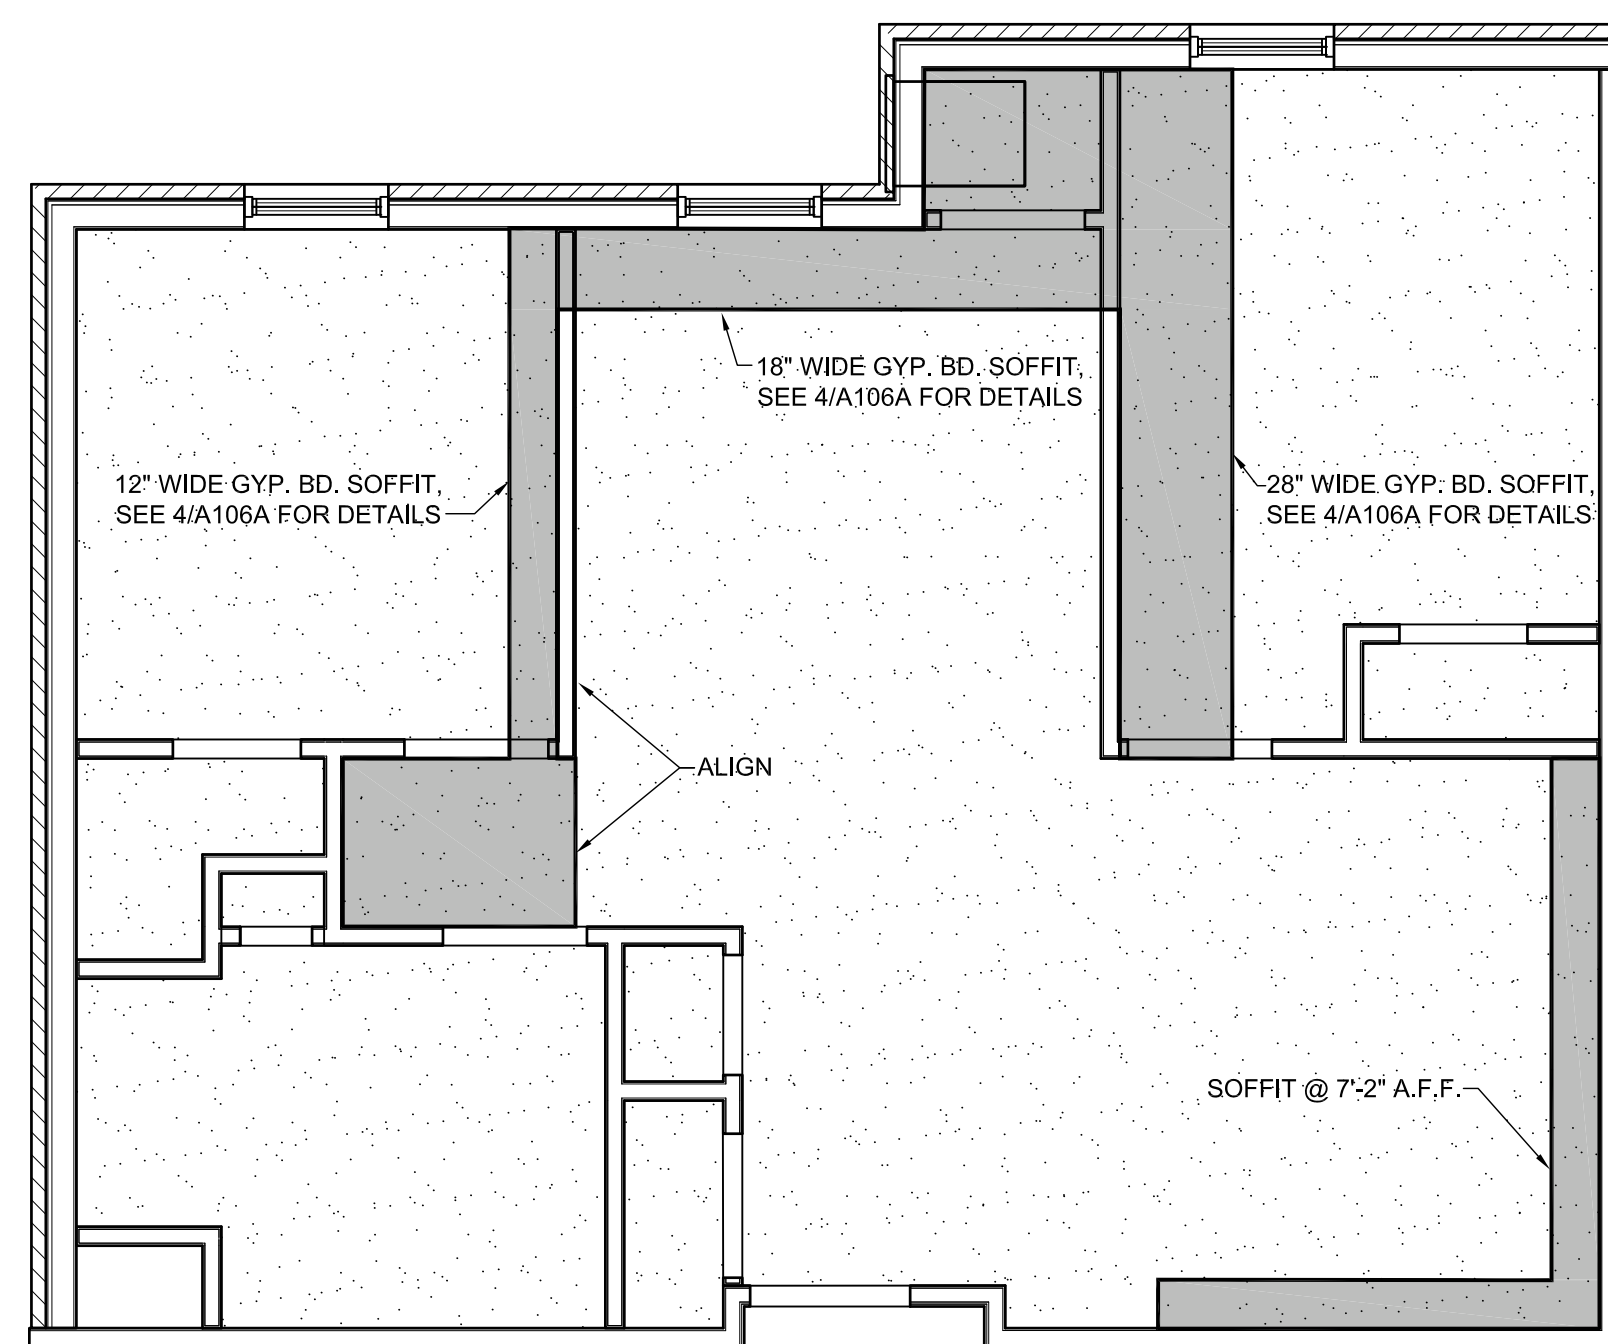 18" WIDE GYP. BD. SOFFIT,
SEE 4/A106A FOR DETAILS
12" WIDE GYP. BD. SOFFIT,
SEE 4/A106A FOR DETAILS
28" WIDE GYP. BD. SOFFIT,
SEE 4/A106A FOR DETAILS
ALIGN
SOFFIT @ 7'-2" A.F.F.